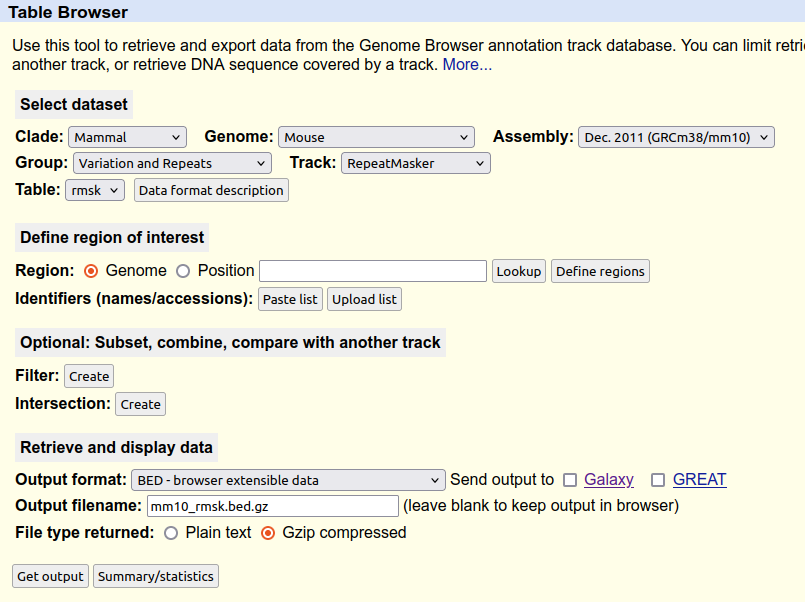 Table Browser
Use this tool to retrieve and export data from the Genome Browser annotation track database. You can limit
another track, or retrieve DNA sequence covered by a track. More...
Select dataset
Clade: Mammal Genome: Mouse Assembly: Dec. 2011 (GRCm38/mm10)
Group: Variation and Repeats Track: RepeatMasker
Table: rmsk Data format description
Define region of interest
Region: Genome Position Lookup Define regions
Identifiers (names/accessions): Paste list Upload list
Optional: Subset, combine, compare with another track
Filter: Create
Intersection: Create
Retrieve and display data
Output format: BED - browser extensible data Send output to Galaxy GREAT
Output filename: mm10_rmsk.bed.gz (leave blank to keep output in browser)
File type returned: Plain text Gzip compressed
Get output Summary/statistics